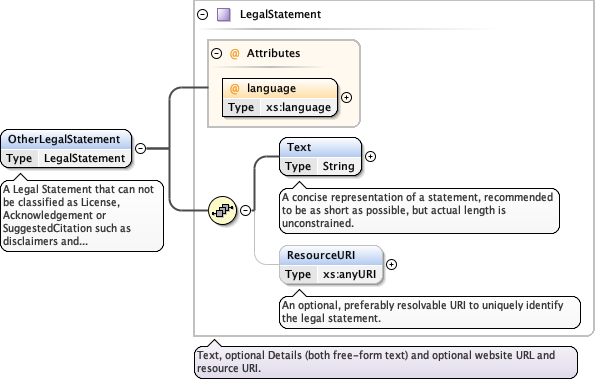 LegalStatement
@ Attributes
@ language
Type xs:language
OtherLegalStatement
Type LegalStatement
A Legal Statement that can not
be classified as License,
Acknowledgement or
SuggestedCitation such as
disclaimers and...
Text
Type String
A concise representation of a statement, recommended
to be as short as possible, but actual length is
unconstrained.
ResourceURI
Type xs:anyURI
An optional, preferably resolvable URI to uniquely identify
the legal statement.
Text, optional Details (both free-form text) and optional website URL and
resource URI.